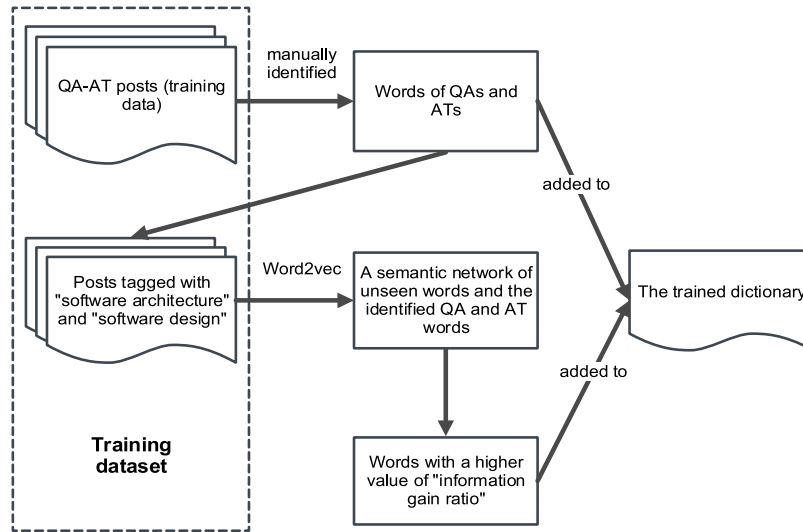 QA-AT posts (training
data)
manually
identified
Words of QAs and
ATs
added to
Posts tagged with
"software architecture"
and "software design"
Word2vec
A semantic network of
unseen words and the
identified QA and AT
words
The trained dictionary
added to
Training
dataset
Words with a higher
value of "information
gain ratio"